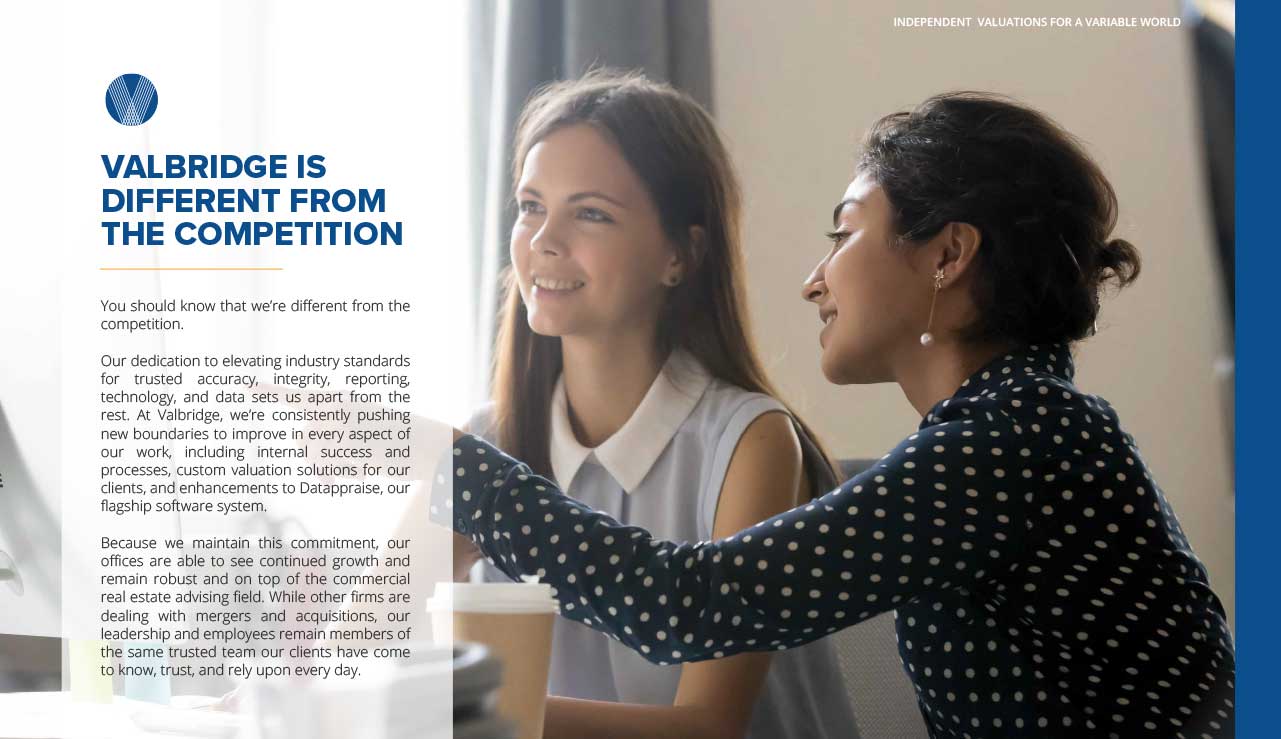 INDEPENDENT VALUATIONS FOR A VARIABLE WORLD
VALBRIDGE IS
DIFFERENT FROM
THE COMPETITION
You should know that we’re different from the
competition.
Our dedication to elevating industry standards
for trusted accuracy, integrity, reporting,
technology, and data sets us apart from the
rest. At Valbridge, we’re consistently pushing
new boundaries to improve in every aspect of
our work, including internal success and
processes, custom valuation solutions for our
clients, and enhancements to Datappraise, our
flagship software system.
Because we maintain this commitment, our
offices are able to see continued growth and
remain robust and on top of the commercial
real estate advising field. While other firms are
dealing with mergers and acquisitions, our
leadership and employees remain members of
the same trusted team our clients have come
to know, trust, and rely upon every day.